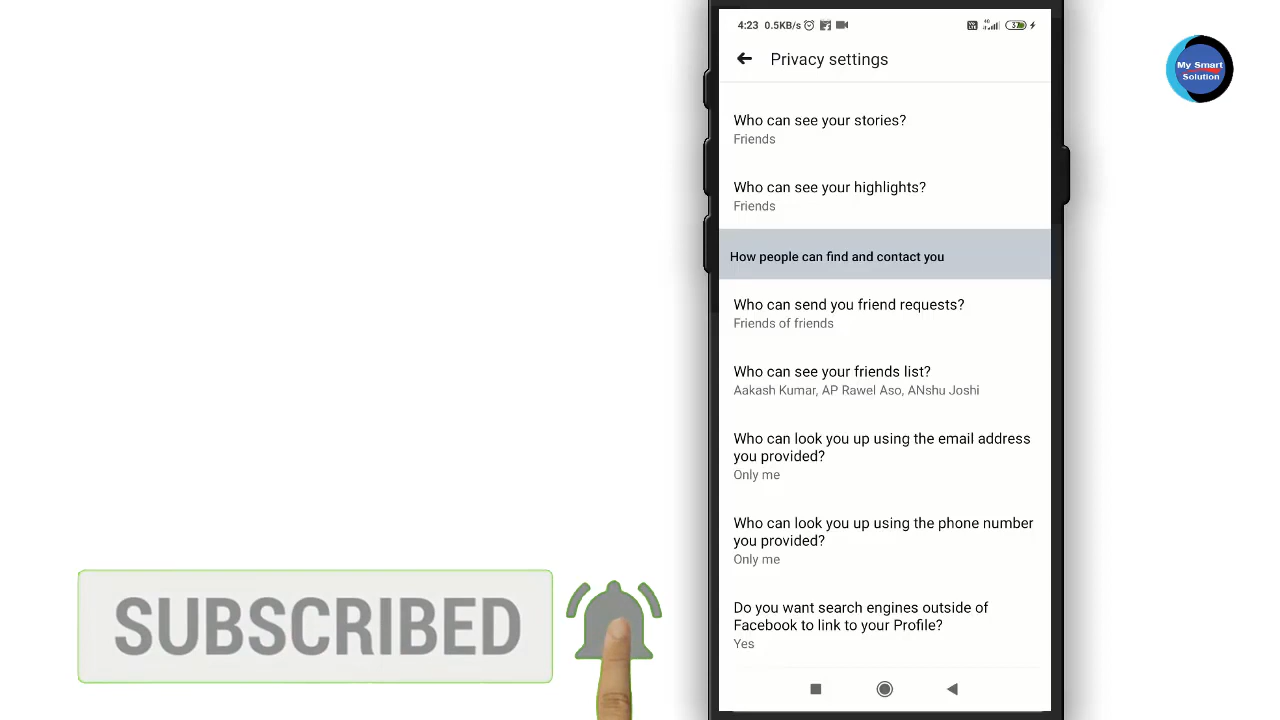 4:23 0.5KB/s
4G
37
Privacy settings
My Smart
Solution
Who can see your stories?
Friends
Who can see your highlights?
Friends
How people can find and contact you
Who can send you friend requests?
Friends of friends
Who can see your friends list?
Aakash Kumar, AP Rawel Aso, ANshu Joshi
Who can look you up using the email address
you provided?
Only me
Who can look you up using the phone number
you provided?
Only me
Do you want search engines outside of
Facebook to link to your Profile?
Yes
SUBSCRIBED